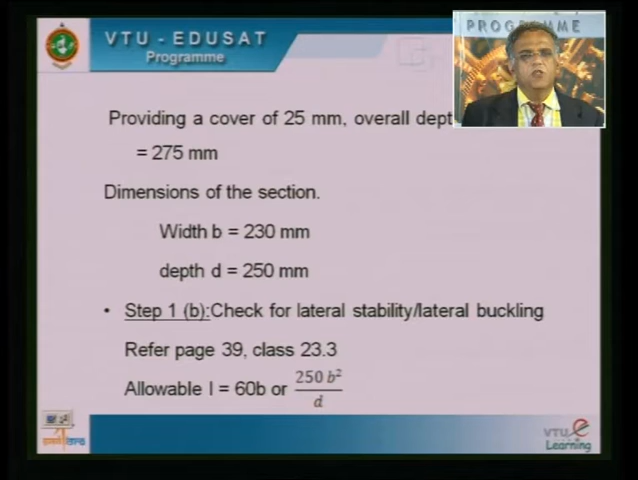 VTU - EDUSAT
Programme
PROGRAMME
Providing a cover of 25 mm, overall dept
= 275 mm
Dimensions of the section.
Width b = 230 mm
depth d = 250 mm
• Step 1 (b):Check for lateral stability/lateral buckling
Refer page 39, class 23.3
Allowable l = 60b or 250 b² / d
VTU e
Learning